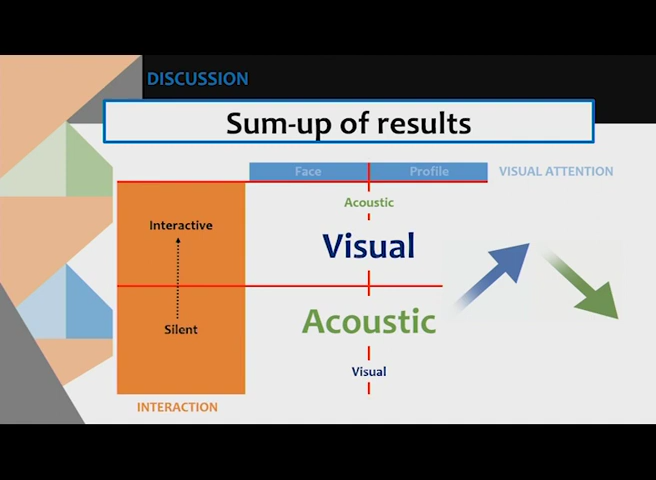 DISCUSSION
Sum-up of results
Face Profile VISUAL ATTENTION
Acoustic
Interactive
Visual
Acoustic
Silent
Visual
INTERACTION